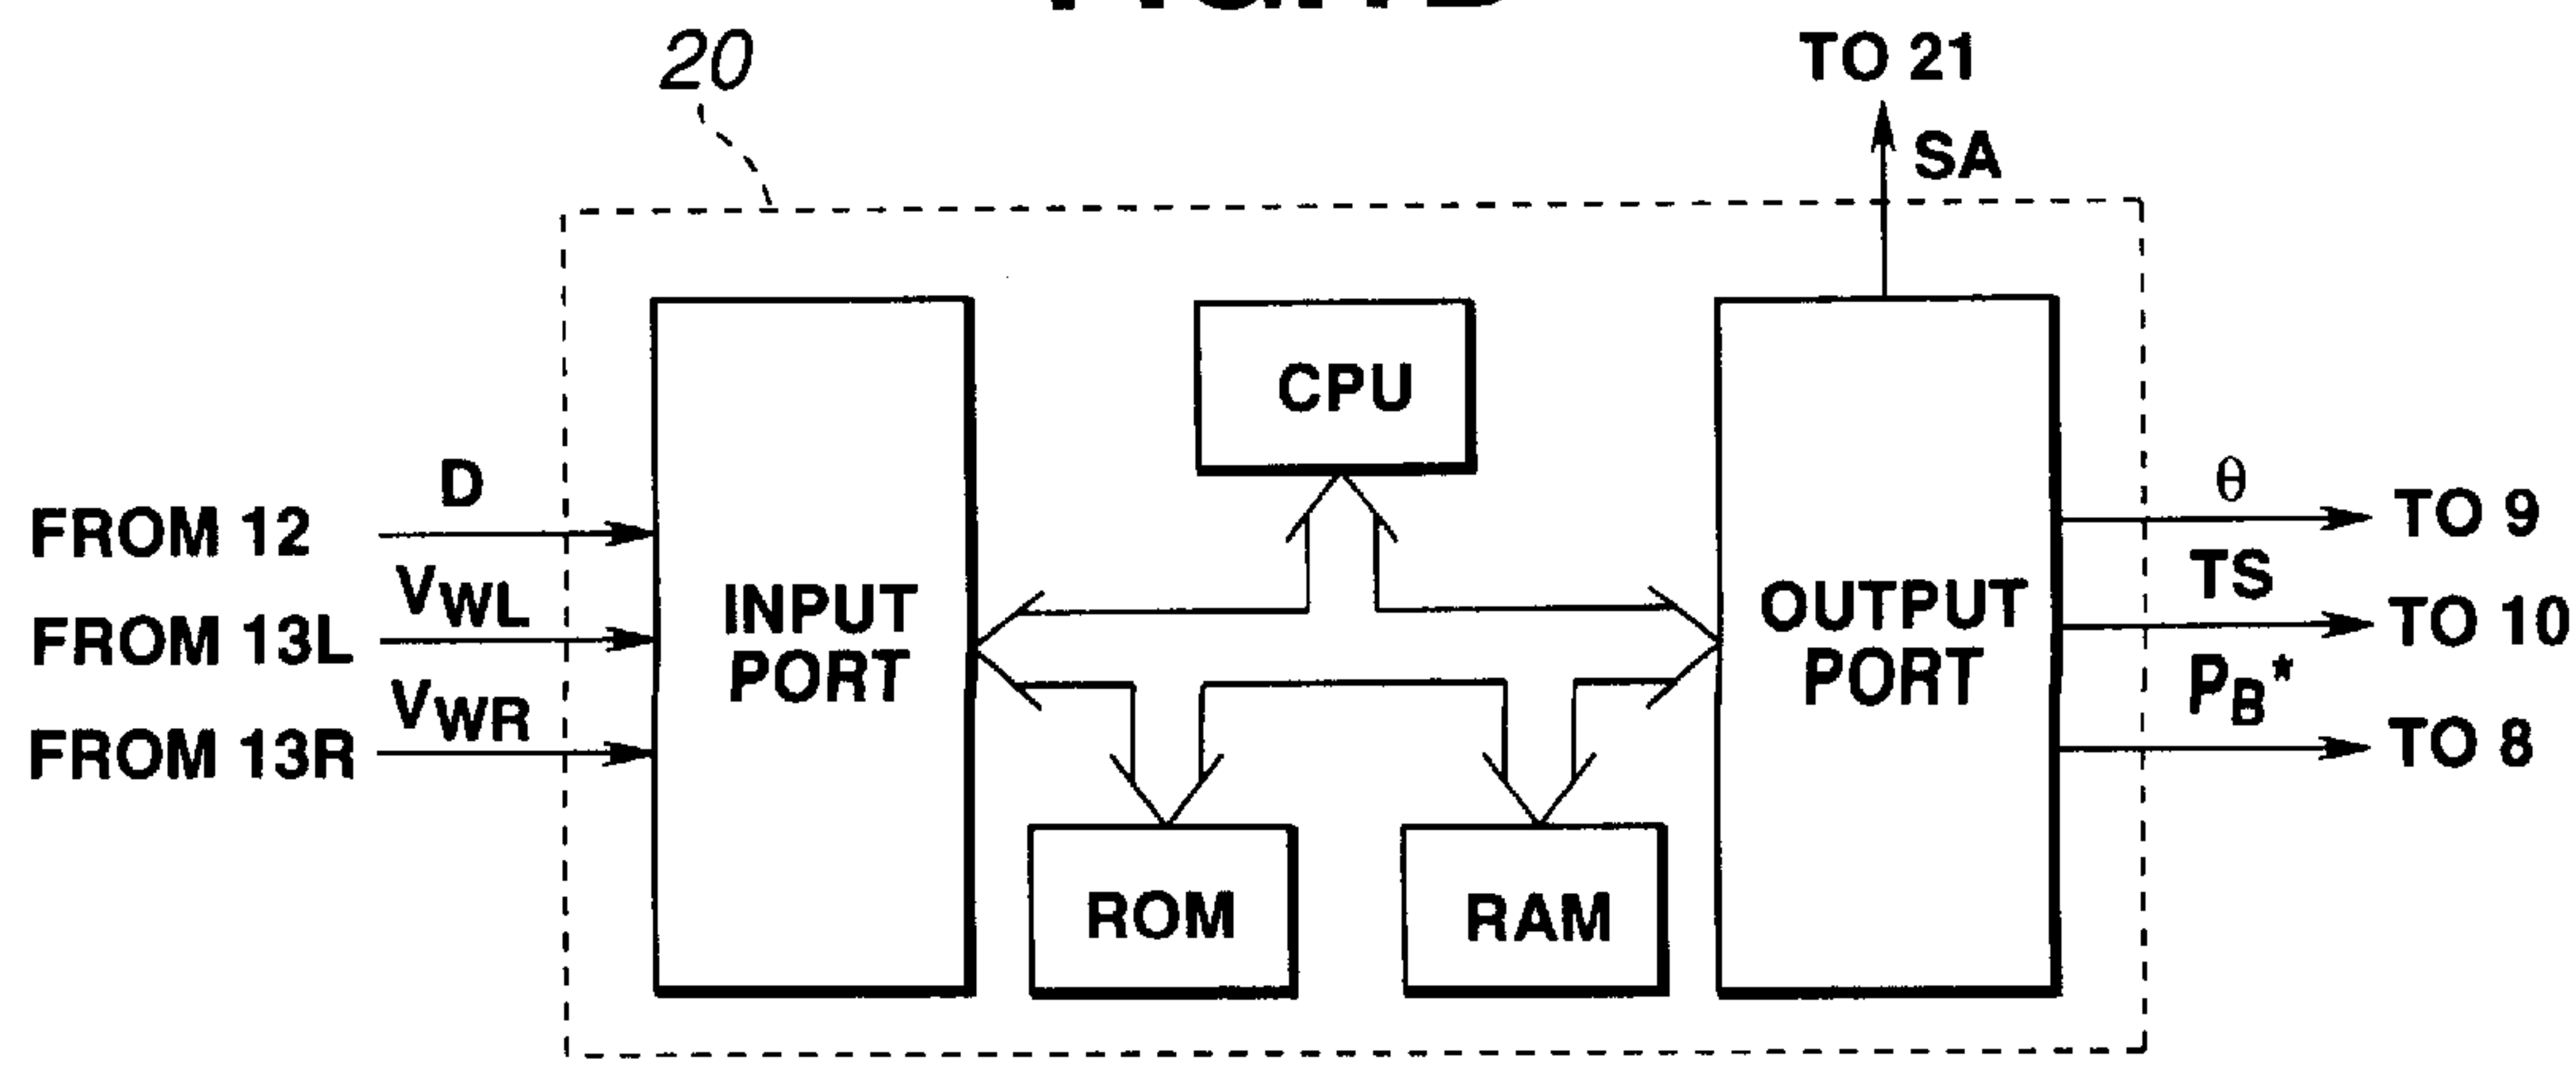 20
TO 21
SA
CPU
D
FROM 12
VWL
FROM 13L
VWR
FROM 13R
INPUT
PORT
OUTPUT
PORT
θ
TO 9
TS
TO 10
PB*
TO 8
ROM
RAM